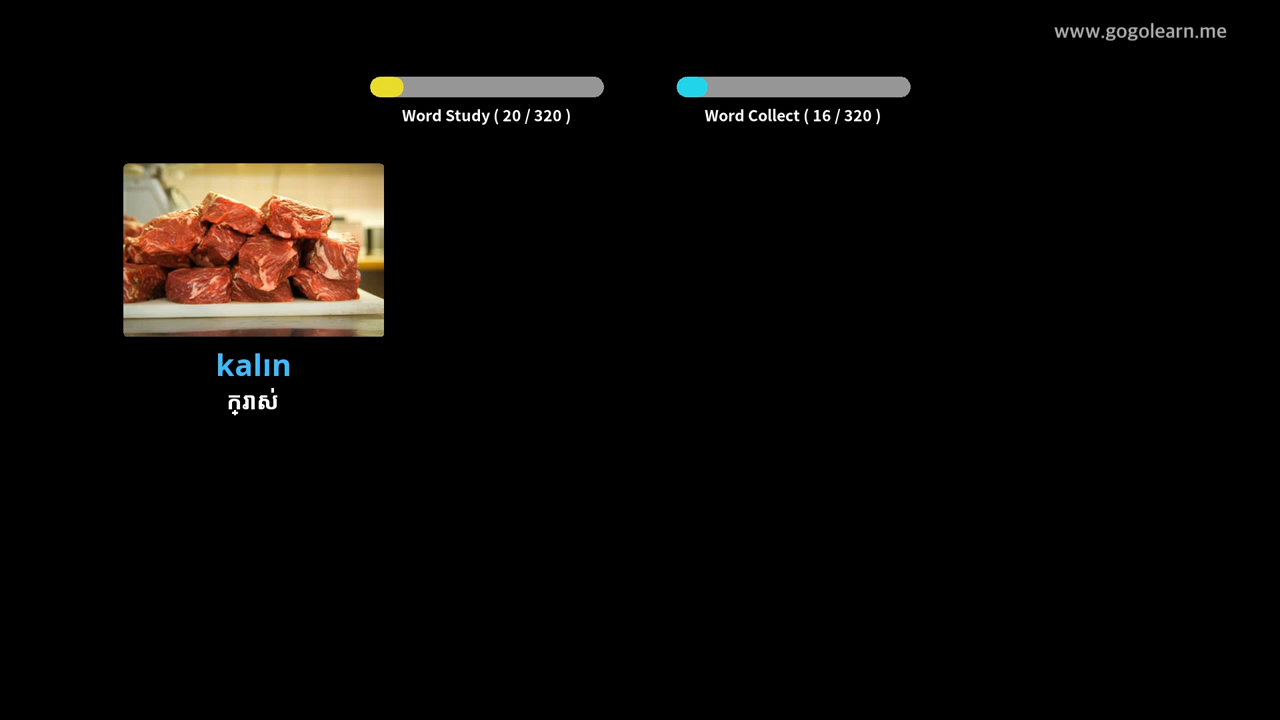 www.gogolearn.me
Word Study ( 20 / 320 )
Word Collect ( 16 / 320 )
kalın
ក្រាស់